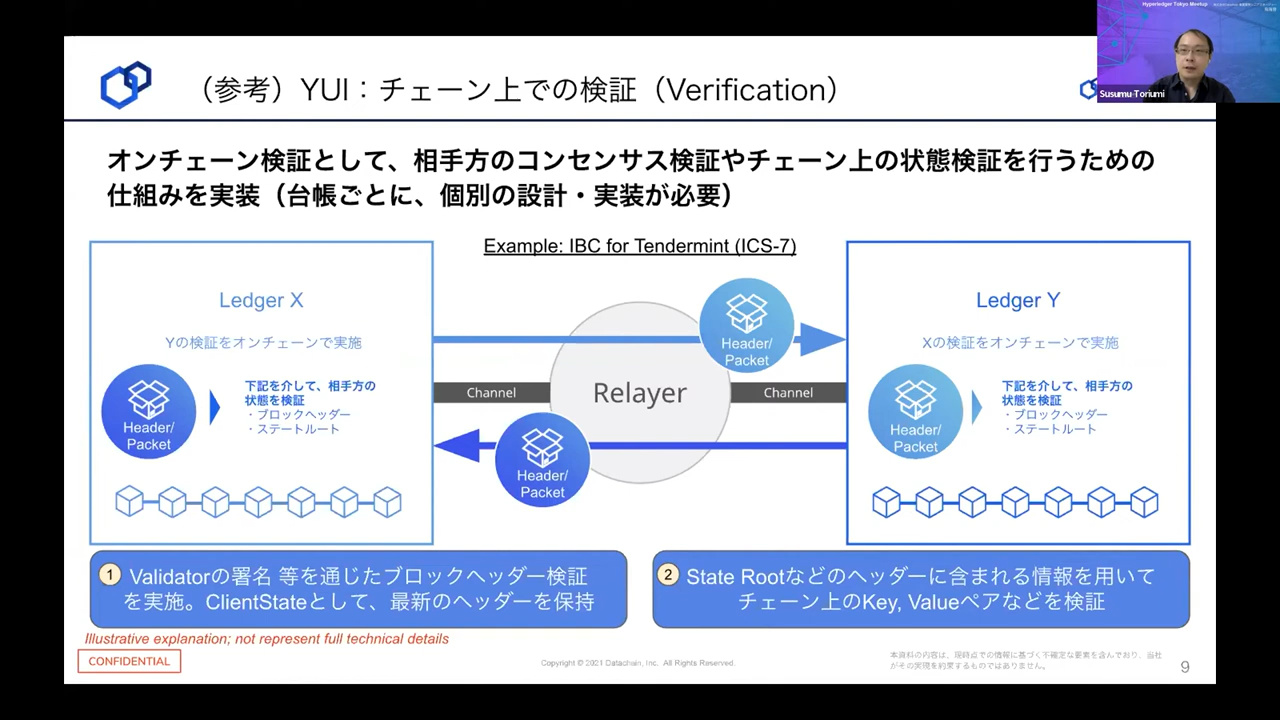 Hyperledger Tokyo Meetup
Susumu Toriumi
（参考）YUI：チェーン上での検証（Verification）
オンチェーン検証として、相手方のコンセンサス検証やチェーン上の状態検証を行うための
仕組みを実装（台帳ごとに、個別の設計・実装が必要）
Example: IBC for Tendermint (ICS-7)
Ledger X
Yの検証をオンチェーンで実施
Header/
Packet
下記を介して、相手方の
状態を検証
・ブロックヘッダー
・ステートルート
Header/
Packet
Channel
Relayer
Channel
Header/
Packet
Ledger Y
Xの検証をオンチェーンで実施
Header/
Packet
下記を介して、相手方の
状態を検証
・ブロックヘッダー
・ステートルート
1 Validatorの署名 等を通じたブロックヘッダー検証
を実施。ClientStateとして、最新のヘッダーを保持
2 State Rootなどのヘッダーに含まれる情報を用いて
チェーン上のKey, Valueペアなどを検証
Illustrative explanation; not represent full technical details
CONFIDENTIAL
Copyright © 2021 Datachain, Inc. All Rights Reserved.
本資料の内容は、現時点での情報に基づく不確定な要素を含んでおり、当社
がその実現を約束するものではありません。
9